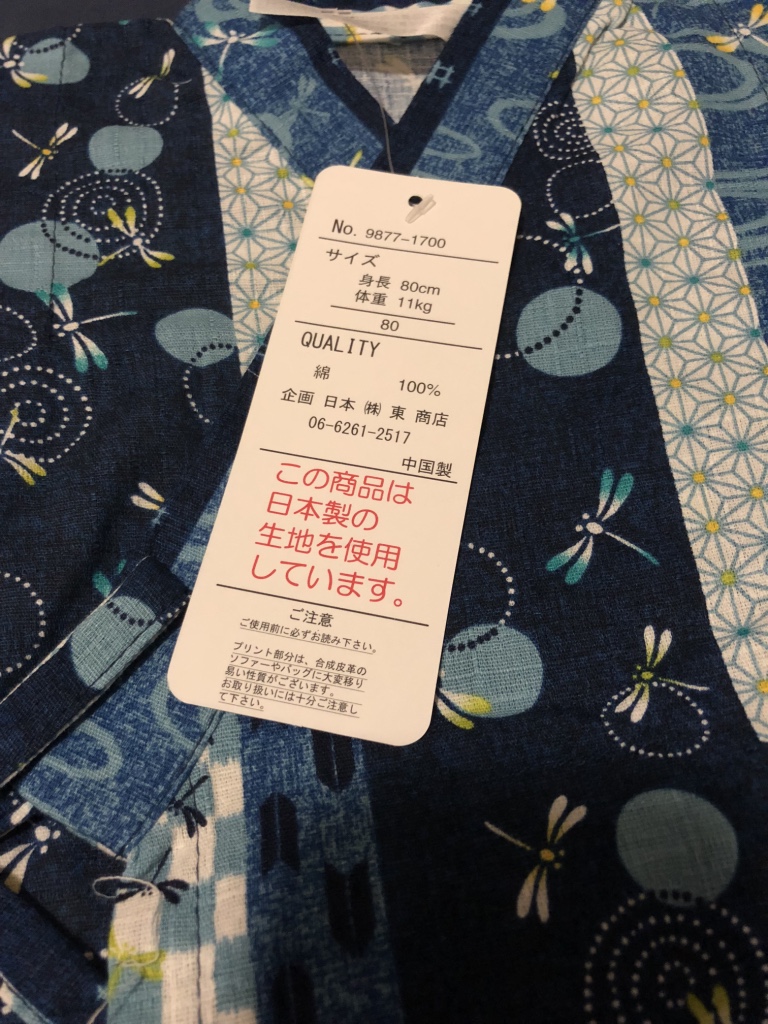 No. 9877-1700
サイズ
身長 80cm
体重 11kg
80
QUALITY
綿 100%
企画 日本 ㈱ 東 商店
06-6261-2517
中国製
この商品は
日本製の
生地を使用
しています。
ご注意
ご使用前に必ずお読み下さい。
プリント部分は、合成皮革の
ソファーやバッグに大変移り
易い性質がございます。
お取り扱いには十分ご注意し
て下さい。